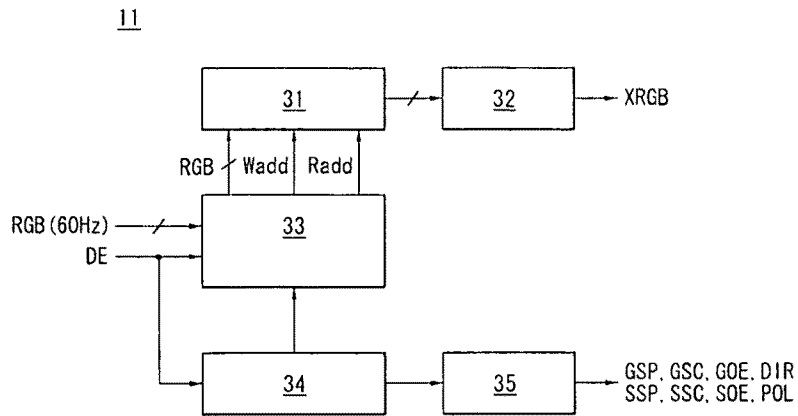 11
31
32
XRGB
RGB
Wadd
Radd
RGB(60Hz)
33
DE
34
35
GSP, GSC, GOE, DIR
SSP, SSC, SOE, POL